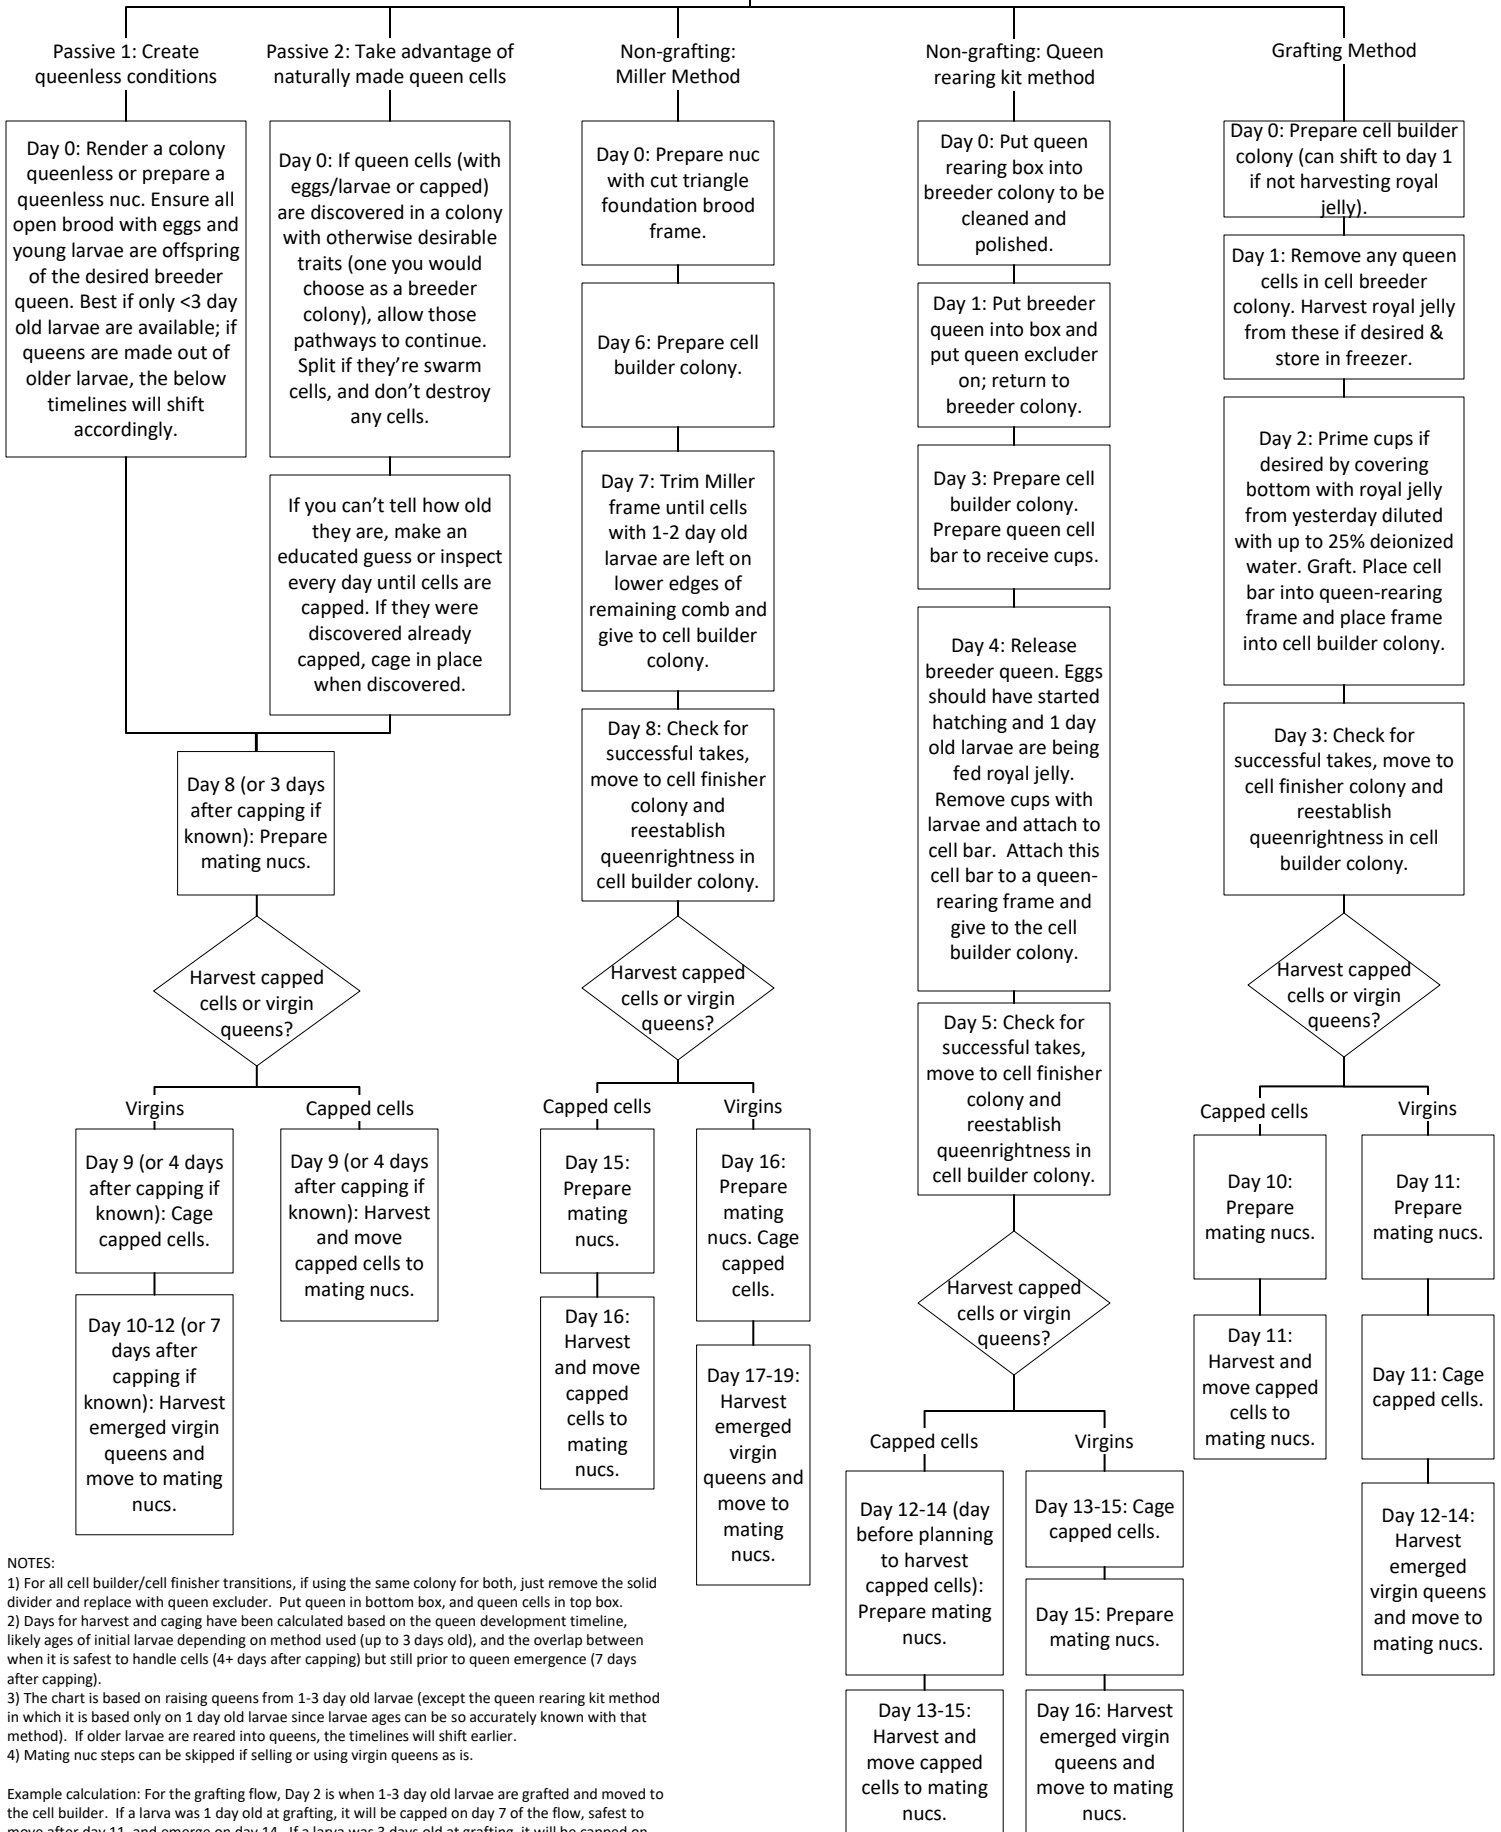 Passive 1: Create
queenless conditions
Day 0: Render a colony
queenless or prepare a
queenless nuc. Ensure all
open brood with eggs and
young larvae are offspring
of the desired breeder
queen. Best if only <3 day
old larvae are available; if
queens are made out of
older larvae, the below
timelines will shift
accordingly.
Passive 2: Take advantage of
naturally made queen cells
Day 0: If queen cells (with
eggs/larvae or capped)
are discovered in a colony
with otherwise desirable
traits (one you would
choose as a breeder
colony), allow those
pathways to continue.
Split if they’re swarm
cells, and don’t destroy
any cells.
If you can’t tell how old
they are, make an
educated guess or inspect
every day until cells are
capped. If they were
discovered already
capped, cage in place
when discovered.
Day 8 (or 3 days
after capping if
known): Prepare
mating nucs.
Harvest capped
cells or virgin
queens?
Virgins
Day 9 (or 4 days
after capping if
known): Cage
capped cells.
Day 10-12 (or 7
days after
capping if
known): Harvest
emerged virgin
queens and
move to mating
nucs.
Capped cells
Day 9 (or 4 days
after capping if
known): Harvest
and move
capped cells to
mating nucs.
Non-grafting:
Miller Method
Day 0: Prepare nuc
with cut triangle
foundation brood
frame.
Day 6: Prepare cell
builder colony.
Day 7: Trim Miller
frame until cells
with 1-2 day old
larvae are left on
lower edges of
remaining comb and
give to cell builder
colony.
Day 8: Check for
successful takes,
move to cell finisher
colony and
reestablish
queenrightness in
cell builder colony.
Harvest capped
cells or virgin
queens?
Capped cells
Day 15:
Prepare
mating
nucs.
Day 16:
Harvest
and move
capped
cells to
mating
nucs.
Virgins
Day 16:
Prepare
mating
nucs. Cage
capped
cells.
Day 17-19:
Harvest
emerged
virgin
queens and
move to
mating
nucs.
Non-grafting: Queen
rearing kit method
Day 0: Put queen
rearing box into
breeder colony to be
cleaned and
polished.
Day 1: Put breeder
queen into box and
put queen excluder
on; return to
breeder colony.
Day 3: Prepare cell
builder colony.
Prepare queen cell
bar to receive cups.
Day 4: Release
breeder queen. Eggs
should have started
hatching and 1 day
old larvae are being
fed royal jelly.
Remove cups with
larvae and attach to
cell bar.  Attach this
cell bar to a queen-
rearing frame and
give to the cell
builder colony.
Day 5: Check for
successful takes,
move to cell finisher
colony and
reestablish
queenrightness in
cell builder colony.
Harvest capped
cells or virgin
queens?
Capped cells
Day 12-14 (day
before planning
to harvest
capped cells):
Prepare mating
nucs.
Day 13-15:
Harvest and
move capped
cells to mating
nucs.
Virgins
Day 13-15: Cage
capped cells.
Day 15: Prepare
mating nucs.
Day 16: Harvest
emerged virgin
queens and
move to mating
nucs.
Grafting Method
Day 0: Prepare cell builder
colony (can shift to day 1
if not harvesting royal
jelly).
Day 1: Remove any queen
cells in cell breeder
colony. Harvest royal jelly
from these if desired &
store in freezer.
Day 2: Prime cups if
desired by covering
bottom with royal jelly
from yesterday diluted
with up to 25% deionized
water. Graft. Place cell
bar into queen-rearing
frame and place frame
into cell builder colony.
Day 3: Check for
successful takes, move to
cell finisher colony and
reestablish
queenrightness in cell
builder colony.
Harvest capped
cells or virgin
queens?
Capped cells
Day 10:
Prepare
mating nucs.
Day 11:
Harvest and
move capped
cells to
mating nucs.
Virgins
Day 11:
Prepare
mating nucs.
Day 11: Cage
capped cells.
Day 12-14:
Harvest
emerged
virgin queens
and move to
mating nucs.
NOTES:
1) For all cell builder/cell finisher transitions, if using the same colony for both, just remove the solid
divider and replace with queen excluder.  Put queen in bottom box, and queen cells in top box.
2) Days for harvest and caging have been calculated based on the queen development timeline,
likely ages of initial larvae depending on method used (up to 3 days old), and the overlap between
when it is safest to handle cells (4+ days after capping) but still prior to queen emergence (7 days
after capping).
3) The chart is based on raising queens from 1-3 day old larvae (except the queen rearing kit method
in which it is based only on 1 day old larvae since larvae ages can be so accurately known with that
method).  If older larvae are reared into queens, the timelines will shift earlier.
4) Mating nuc steps can be skipped if selling or using virgin queens as is.
Example calculation: For the grafting flow, Day 2 is when 1-3 day old larvae are grafted and moved to
the cell builder.  If a larva was 1 day old at grafting, it will be capped on day 7 of the flow, safest to
move after day 11, and emerge on day 14.  If a larva was 3 days old at grafting, it will be capped on